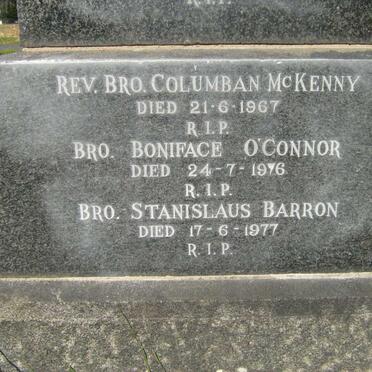 R.I.P.
REV. BRO. COLUMBAN McKENNY
DIED 21-6-1967
R.I.P.
BRO. BONIFACE O'CONNOR
DIED 24-7-1976
R.I.P.
BRO. STANISLAUS BARRON
DIED 17-6-1977
R.I.P.